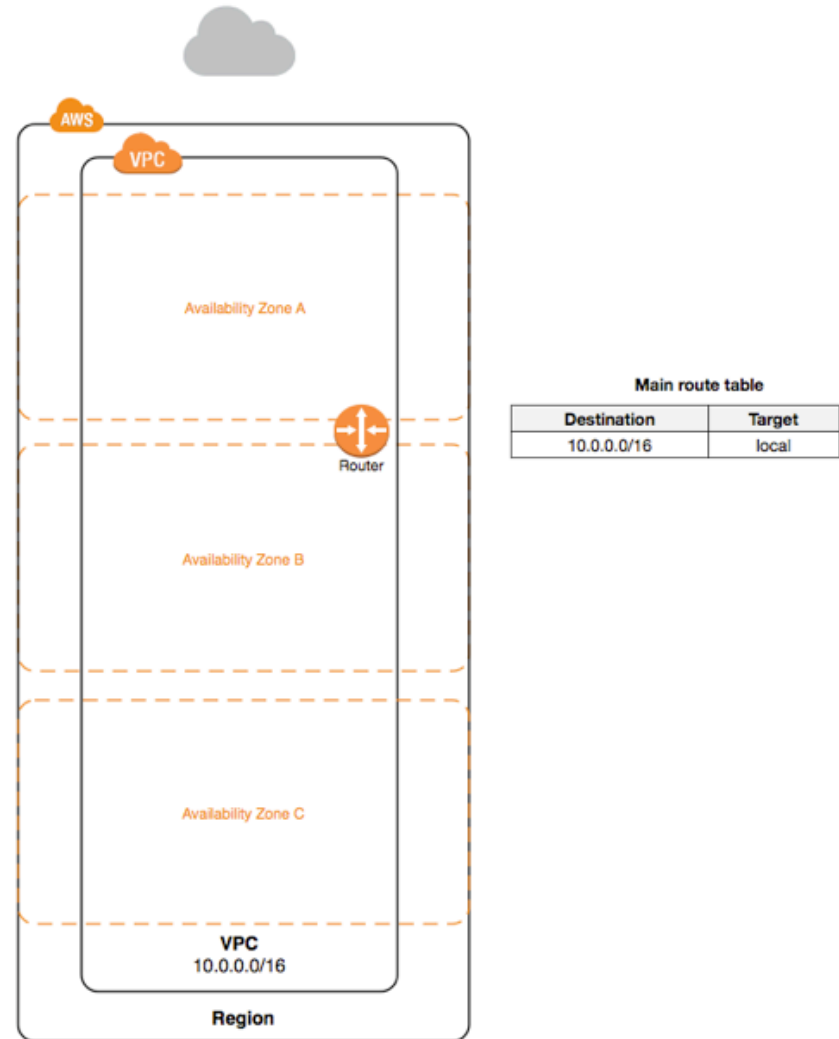 AWS
VPC
Availability Zone A
Router
Availability Zone B
Availability Zone C
VPC
10.0.0.0/16
Region
Main route table
Destination Target
10.0.0.0/16 local